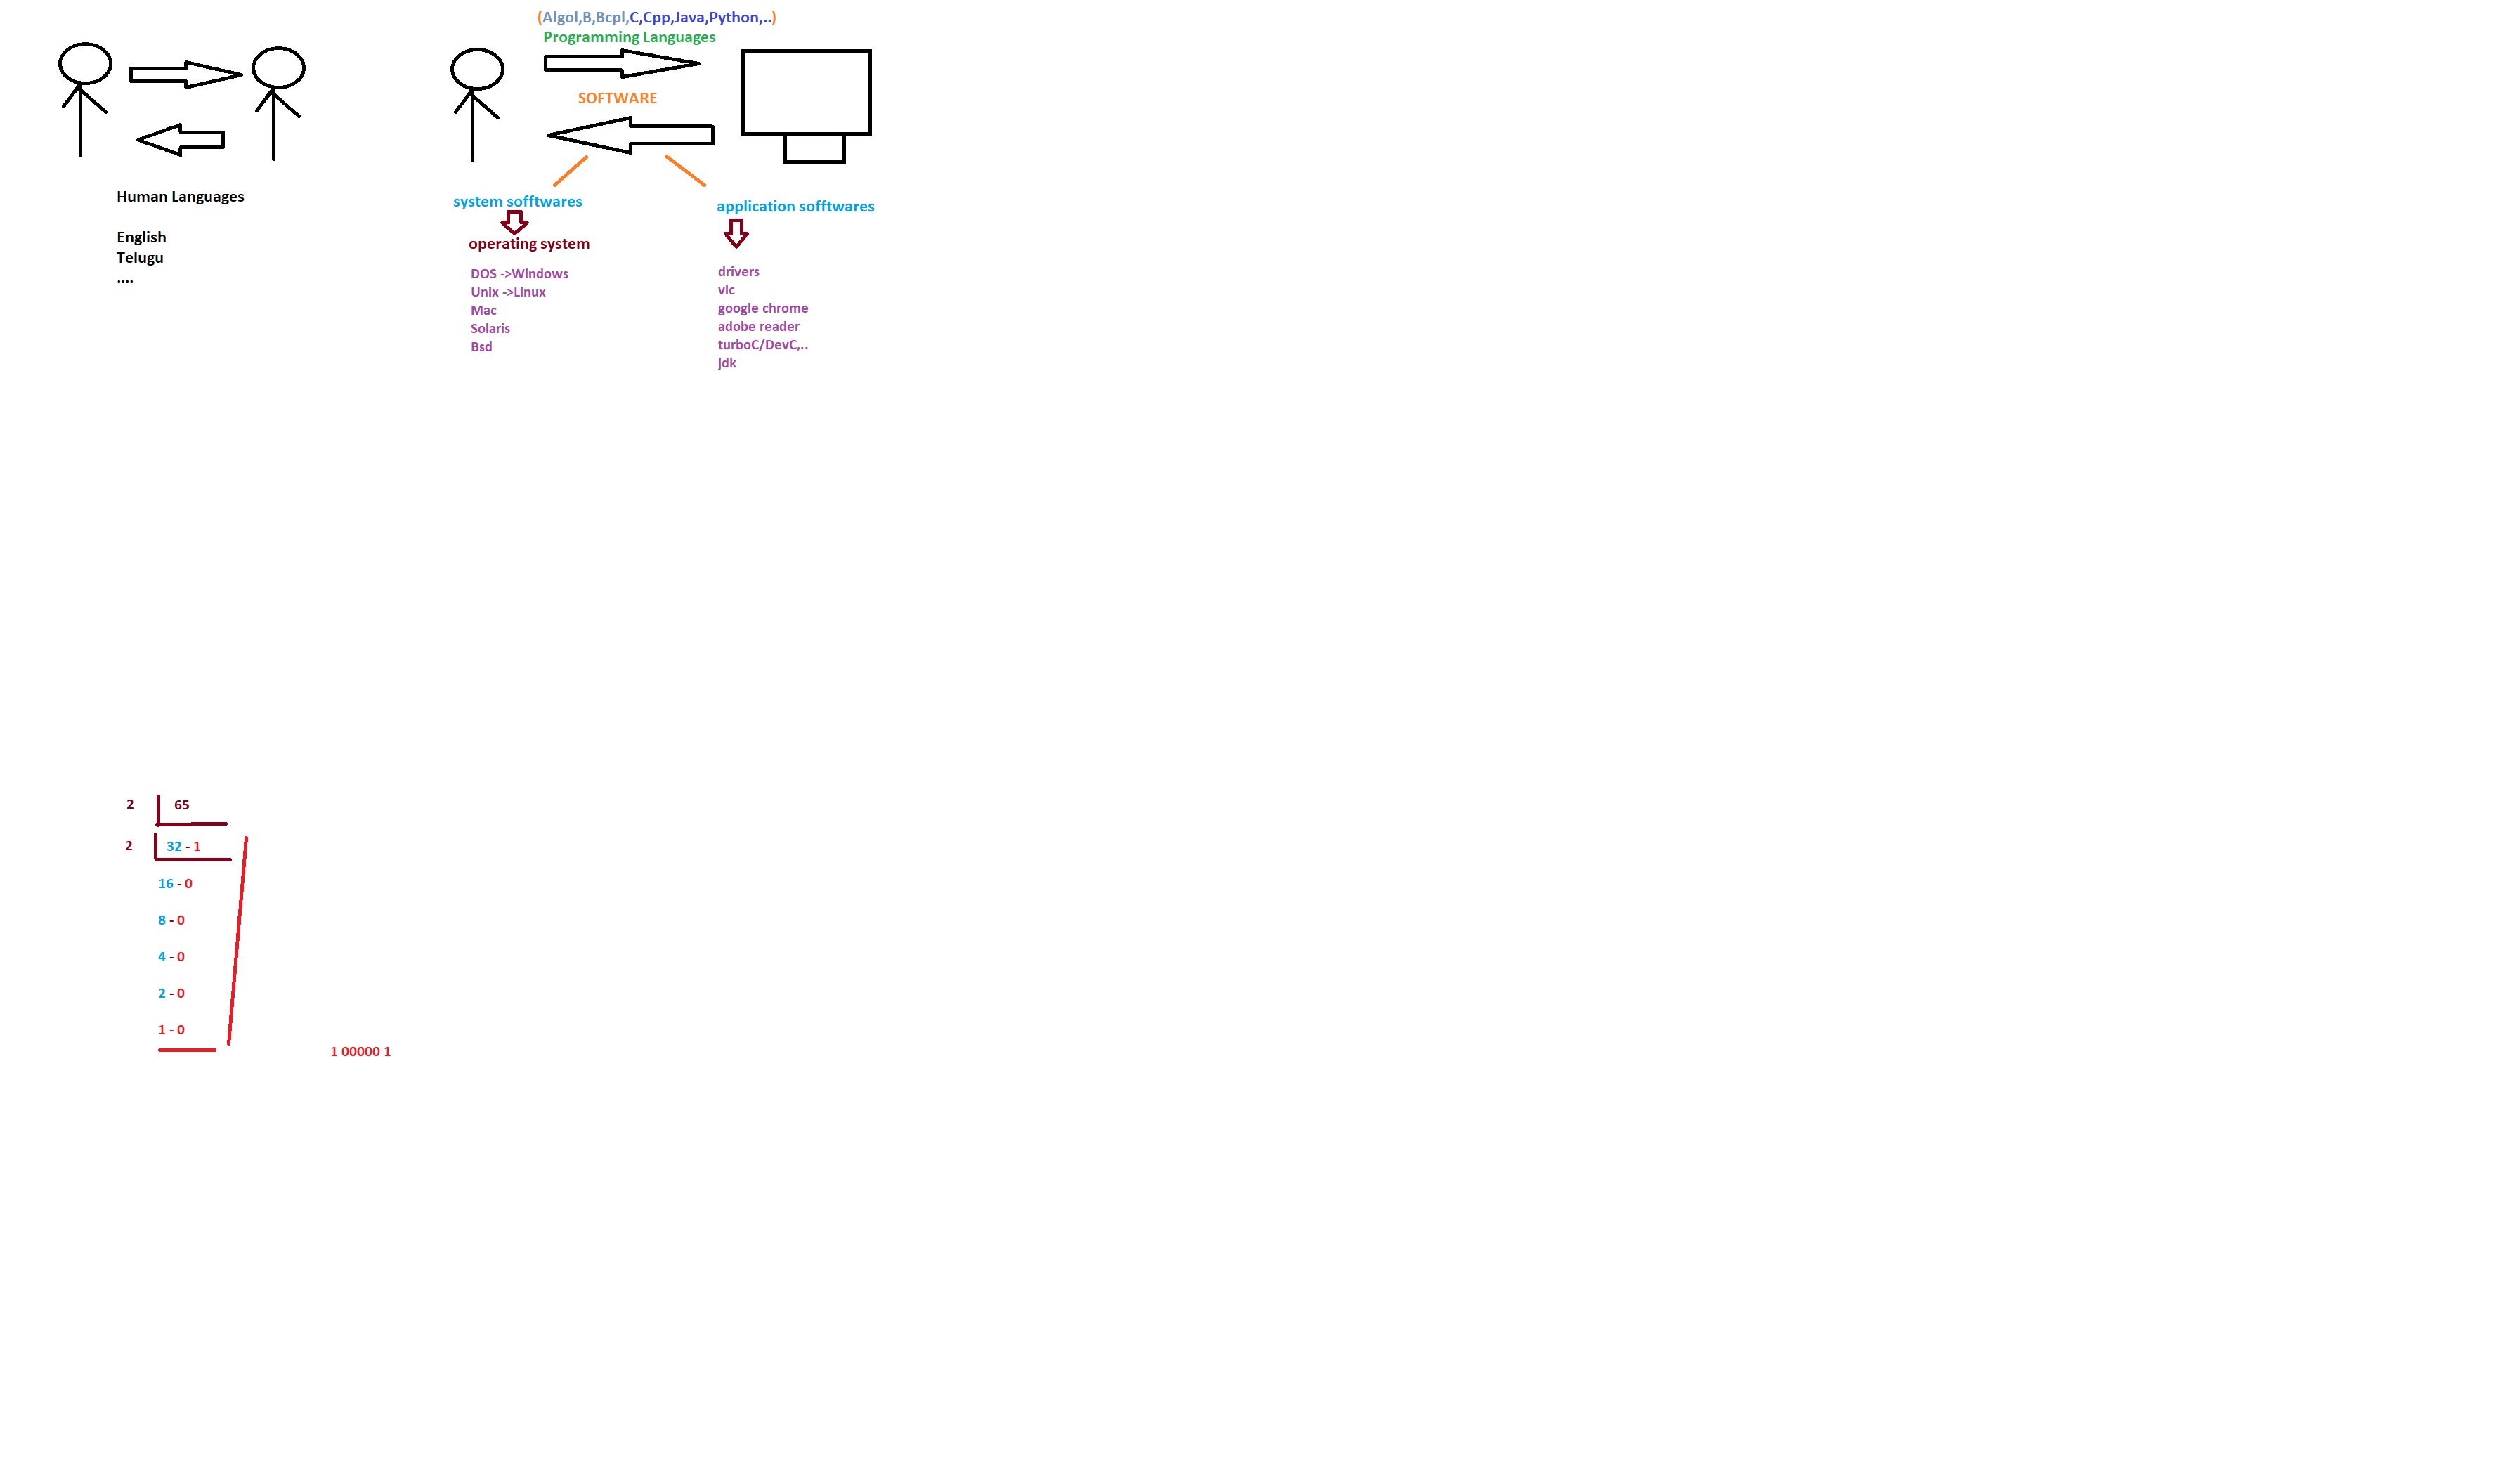 (Algol,B,Bcpl,C,Cpp,Java,Python,..)
Programming Languages
SOFTWARE
Human Languages
English
Telugu
....
system sofftwares
operating system
DOS ->Windows
Unix ->Linux
Mac
Solaris
Bsd
application sofftwares
drivers
vlc
google chrome
adobe reader
turboC/DevC,..
jdk
2 65
2 32 - 1
16 - 0
8 - 0
4 - 0
2 - 0
1 - 0
1 00000 1